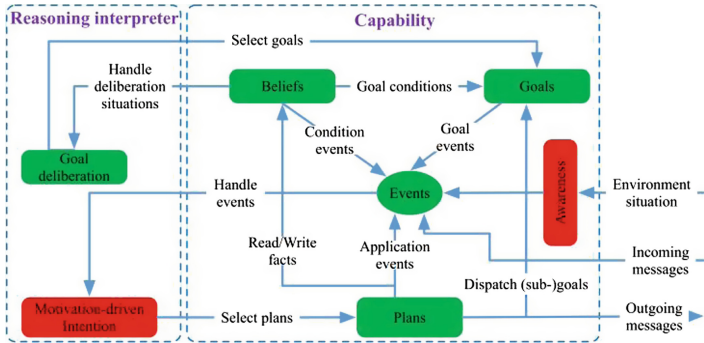 Reasoning interpreter
Capability
Select goals
Handle
deliberation
situations
Beliefs
Goal conditions
Goals
Condition
events
Goal
events
Goal
deliberation
Handle
events
Events
Awareness
Environment
situation
Read/Write
facts
Application
events
Incoming
messages
Dispatch (sub-)goals
Motivation-driven
Intention
Select plans
Plans
Outgoing
messages